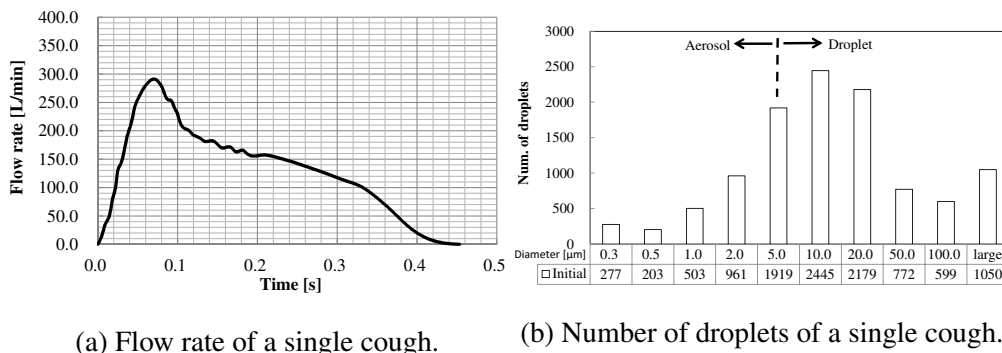 400.0
350.0
300.0
250.0
200.0
150.0
100.0
50.0
0.0
Flow rate [L/min]
0.0 0.1 0.2 0.3 0.4 0.5
Time [s]
(a) Flow rate of a single cough.
3000
2500
2000
1500
1000
500
0
Num. of droplets
Aerosol Droplet
Diameter [μm] 0.3 0.5 1.0 2.0 5.0 10.0 20.0 50.0 100.0 large
Initial 277 203 503 961 1919 2445 2179 772 599 1050
(b) Number of droplets of a single cough.